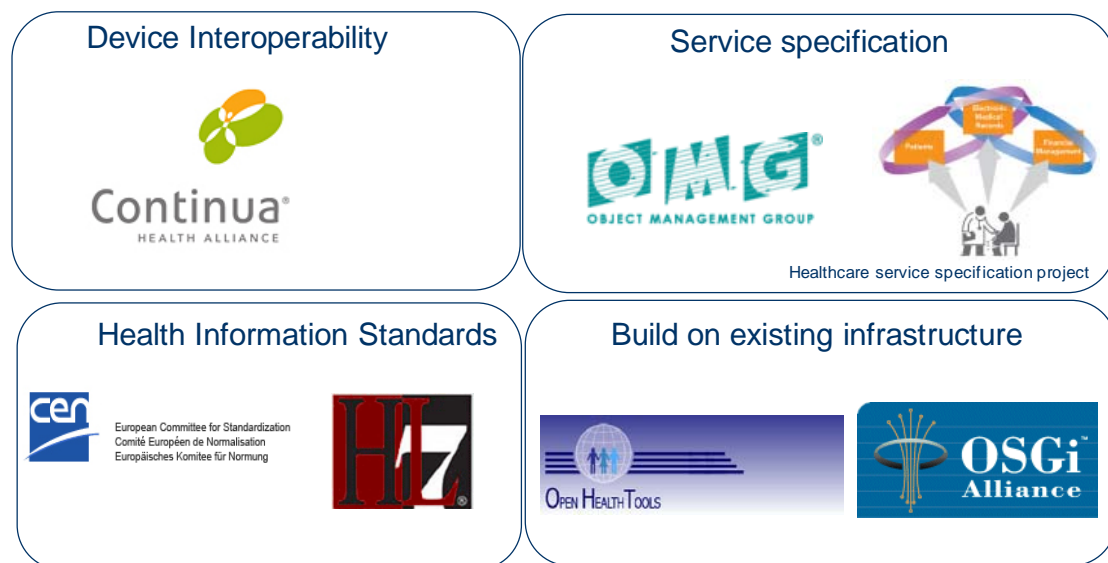 Device Interoperability
Continua®
HEALTH ALLIANCE
Service specification
OMG®
OBJECT MANAGEMENT GROUP
Electronic
Medical
Records
Patients
Financial
Management
Healthcare service specification project
Health Information Standards
cen
European Committee for Standardization
Comité Européen de Normalisation
Europäisches Komitee für Normung
HL7®
Build on existing infrastructure
OPEN HEALTH TOOLS
OSGi™
Alliance